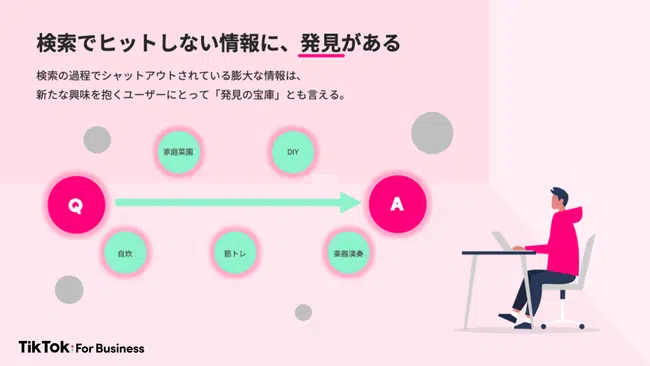 検索でヒットしない情報に、発見がある
検索の過程でシャットアウトされている膨大な情報は、
新たな興味を抱くユーザーにとって「発見の宝庫」とも言える。
家庭菜園
DIY
Q
A
自炊
筋トレ
楽器演奏
TikTok: For Business